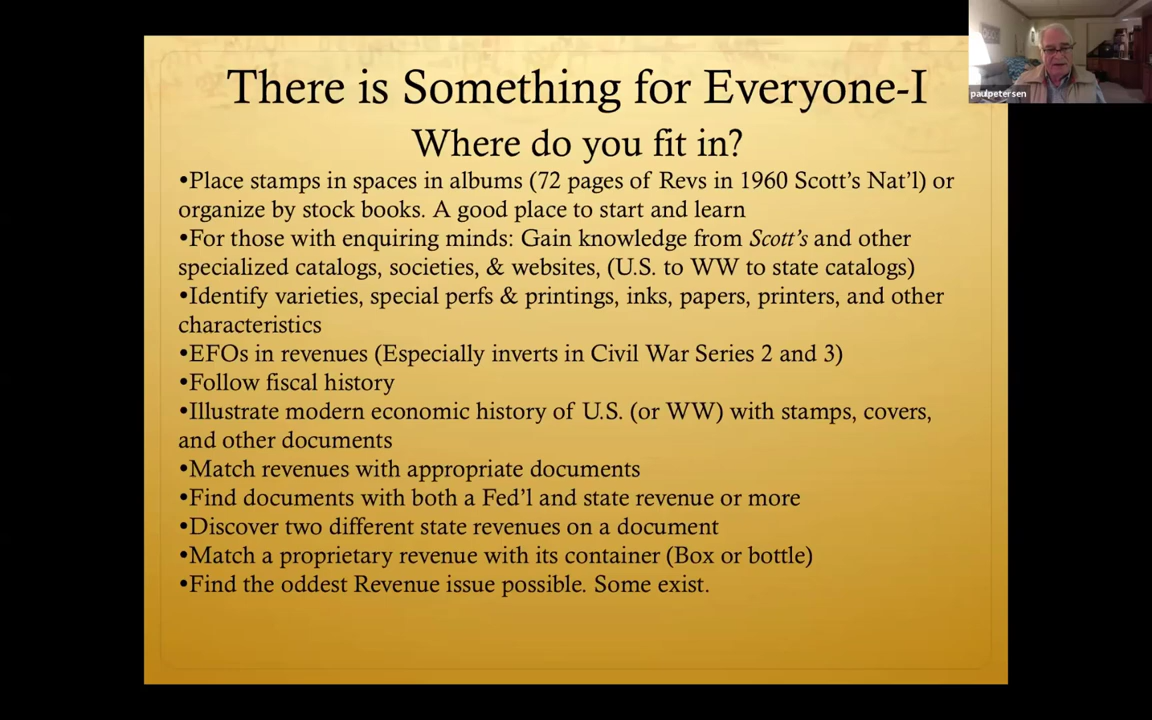 There is Something for Everyone-I
Where do you fit in?
•Place stamps in spaces in albums (72 pages of Revs in 1960 Scott's Nat'l) or
organize by stock books. A good place to start and learn
•For those with enquiring minds: Gain knowledge from Scott's and other
specialized catalogs, societies, & websites, (U.S. to WW to state catalogs)
•Identify varieties, special perfs & printings, inks, papers, printers, and other
characteristics
•EFOs in revenues (Especially inverts in Civil War Series 2 and 3)
•Follow fiscal history
•Illustrate modern economic history of U.S. (or WW) with stamps, covers,
and other documents
•Match revenues with appropriate documents
•Find documents with both a Fed'l and state revenue or more
•Discover two different state revenues on a document
•Match a proprietary revenue with its container (Box or bottle)
•Find the oddest Revenue issue possible. Some exist.
paulpetersen